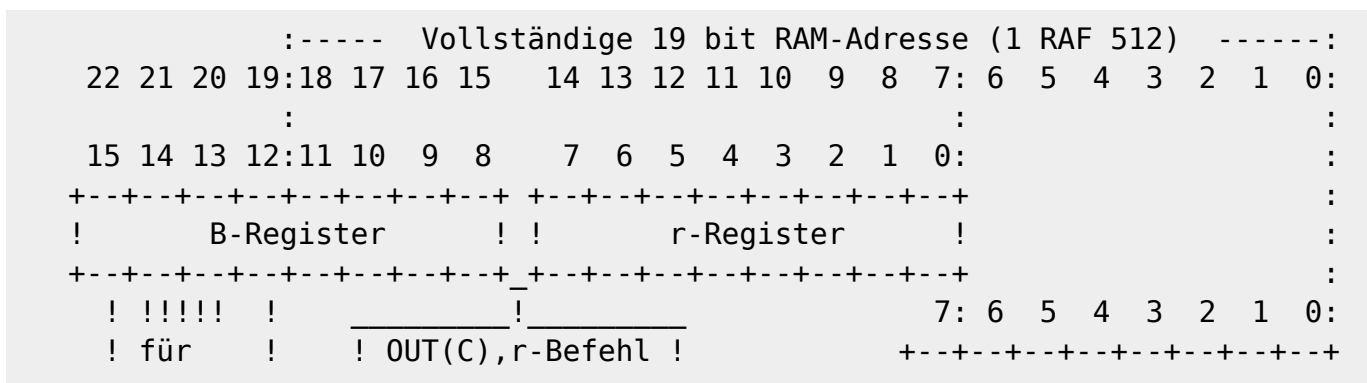 :-----  Vollständige 19 bit RAM-Adresse (1 RAF 512)  ------:
 22 21 20 19:18 17 16 15   14 13 12 11 10  9  8  7: 6  5  4  3  2  1  0:
            :                                     :                    :
 15 14 13 12:11 10  9  8    7  6  5  4  3  2  1  0:                    :
+--+--+--+--+--+--+--+--+ +--+--+--+--+--+--+--+--+                    :
!       B-Register      ! !       r-Register      !                    :
+--+--+--+--+--+--+--+--+_+--+--+--+--+--+--+--+--+                    :
  ! !!!!!  !    _________!_________              7: 6  5  4  3  2  1  0:
  ! für    !    ! OUT(C),r-Befehl !            +--+--+--+--+--+--+--+--+